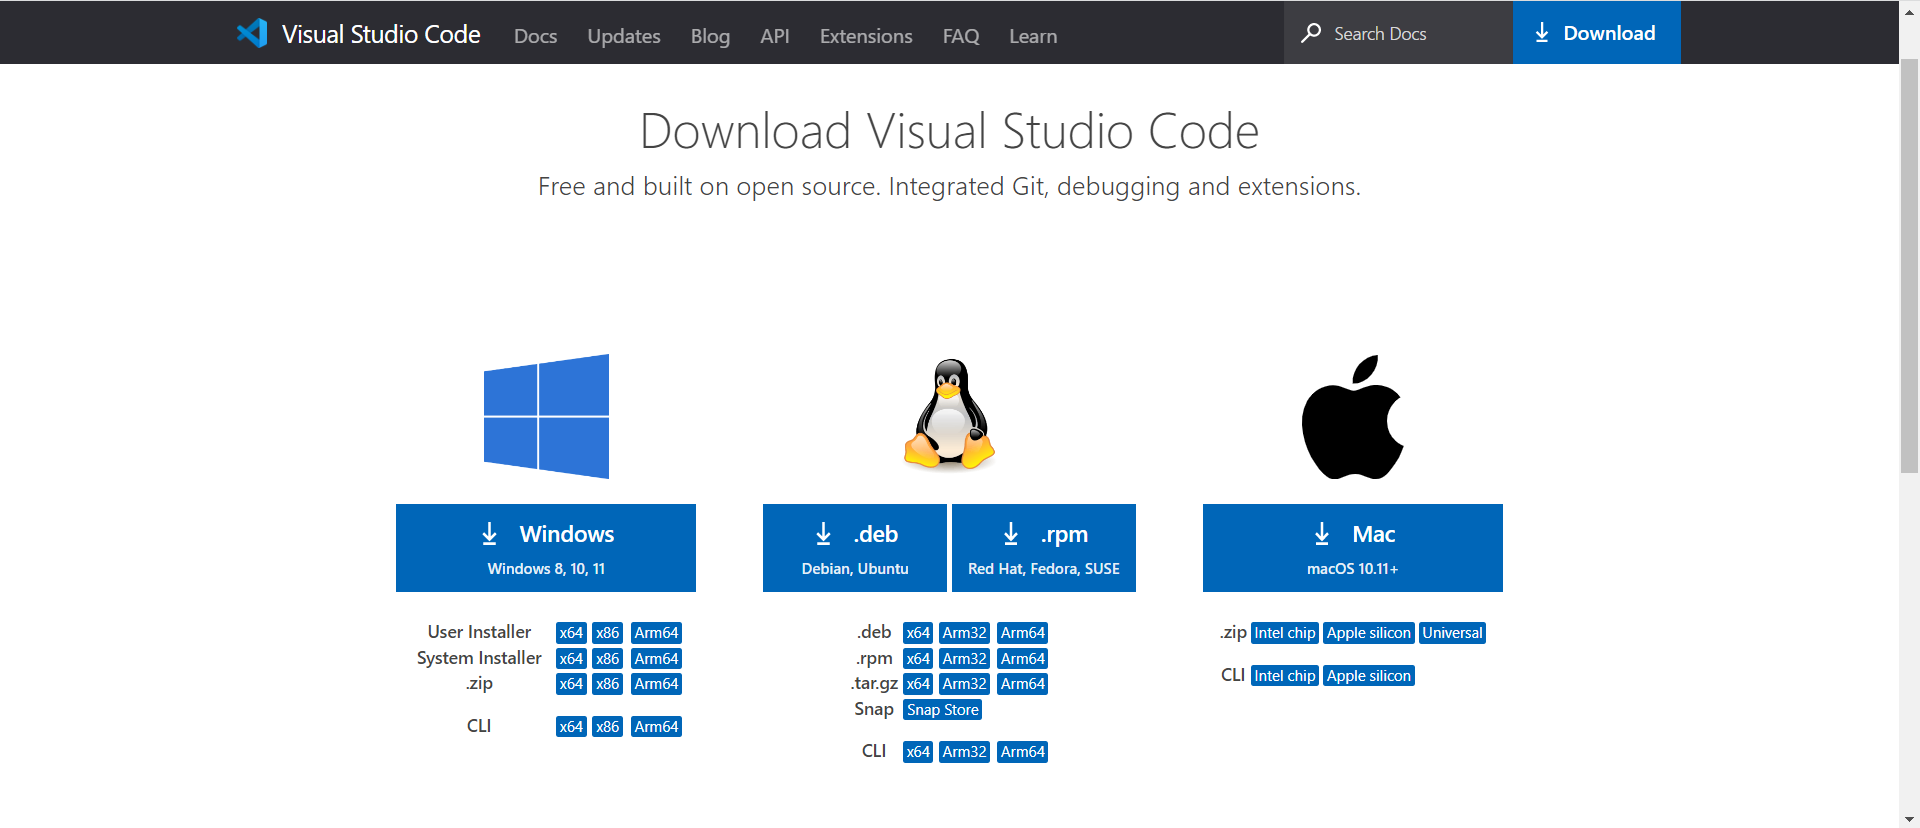 Visual Studio Code Docs Updates Blog API Extensions FAQ Learn Search Docs Download
Download Visual Studio Code
Free and built on open source. Integrated Git, debugging and extensions.
Windows
Windows 8, 10, 11
User Installer x64 x86 Arm64
System Installer x64 x86 Arm64
.zip x64 x86 Arm64
CLI x64 x86 Arm64
.deb
Debian, Ubuntu
.rpm
Red Hat, Fedora, SUSE
.deb x64 Arm32 Arm64
.rpm x64 Arm32 Arm64
.tar.gz x64 Arm32 Arm64
Snap Snap Store
CLI x64 Arm32 Arm64
Mac
macOS 10.11+
.zip Intel chip Apple silicon Universal
CLI Intel chip Apple silicon